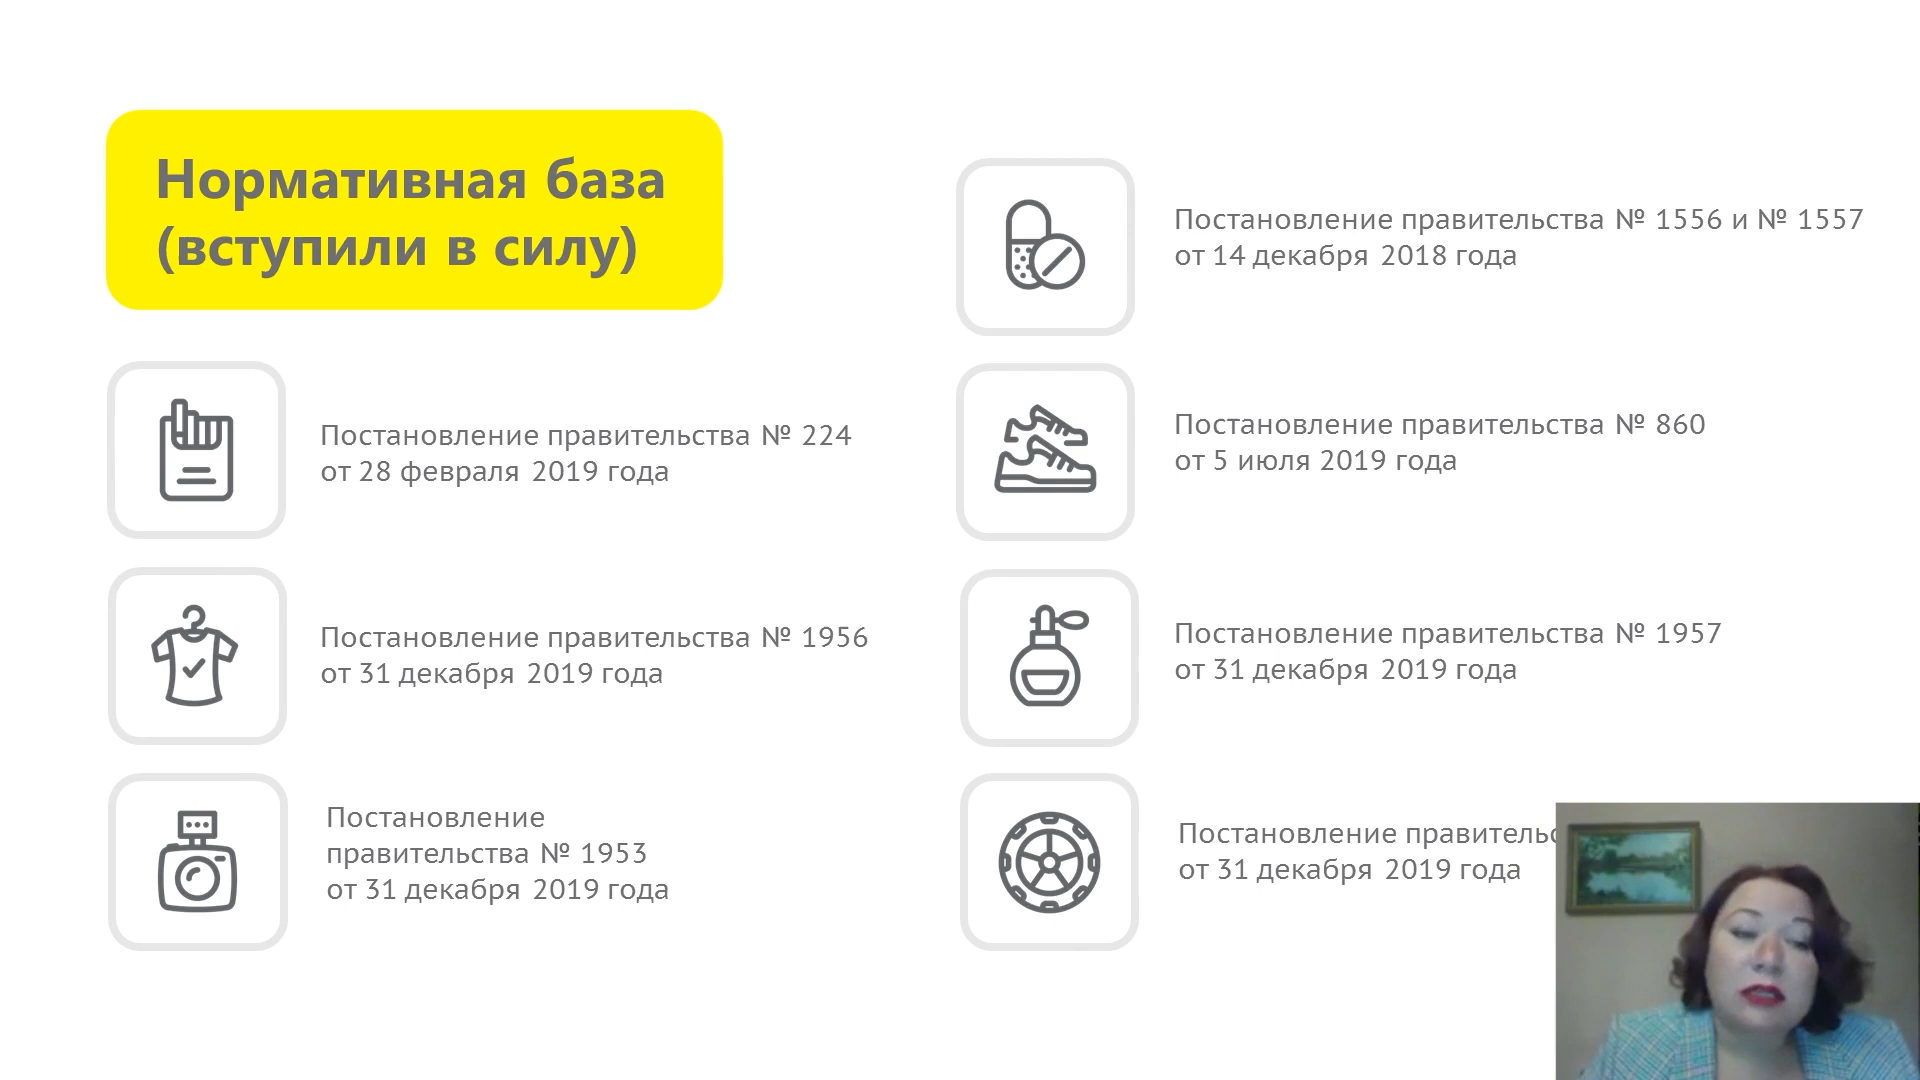 Нормативная база
(вступили в силу)
Постановление правительства № 224
от 28 февраля 2019 года
Постановление правительства № 1956
от 31 декабря 2019 года
Постановление
правительства № 1953
от 31 декабря 2019 года
Постановление правительства № 1556 и № 1557
от 14 декабря 2018 года
Постановление правительства № 860
от 5 июля 2019 года
Постановление правительства № 1957
от 31 декабря 2019 года
Постановление
от 31 декабря 2019 года